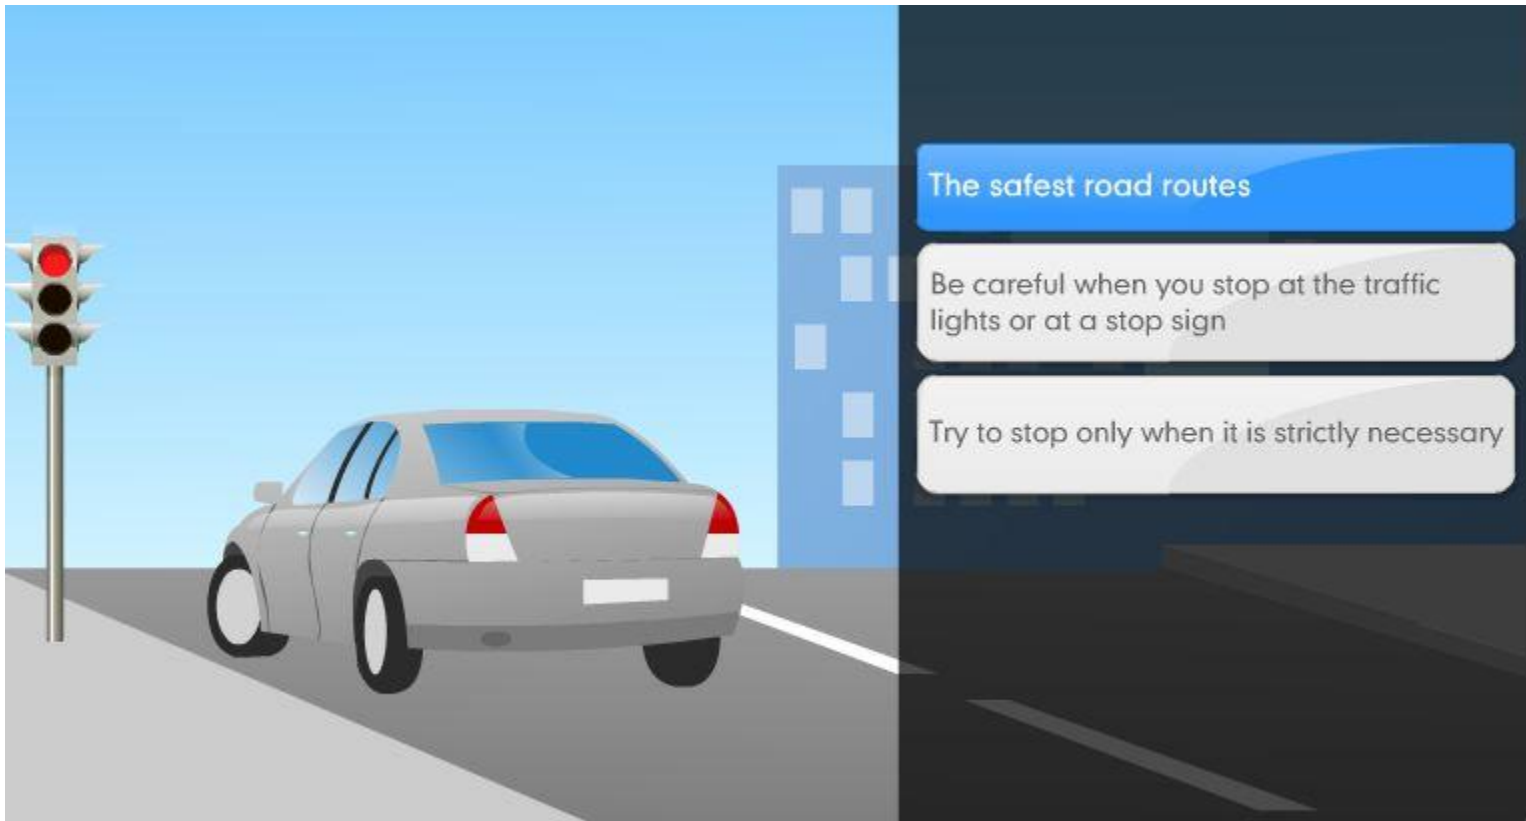 The safest road routes
Be careful when you stop at the traffic
lights or at a stop sign
Try to stop only when it is strictly necessary